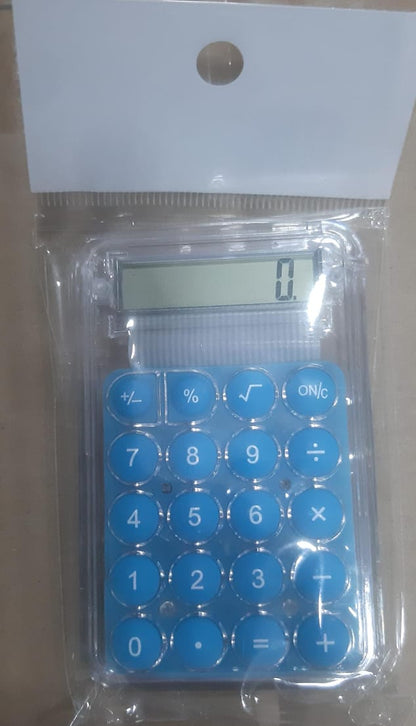 0.
+/− % √ ON/C
7 8 9 ÷
4 5 6 ×
1 2 3 −
0 . = +